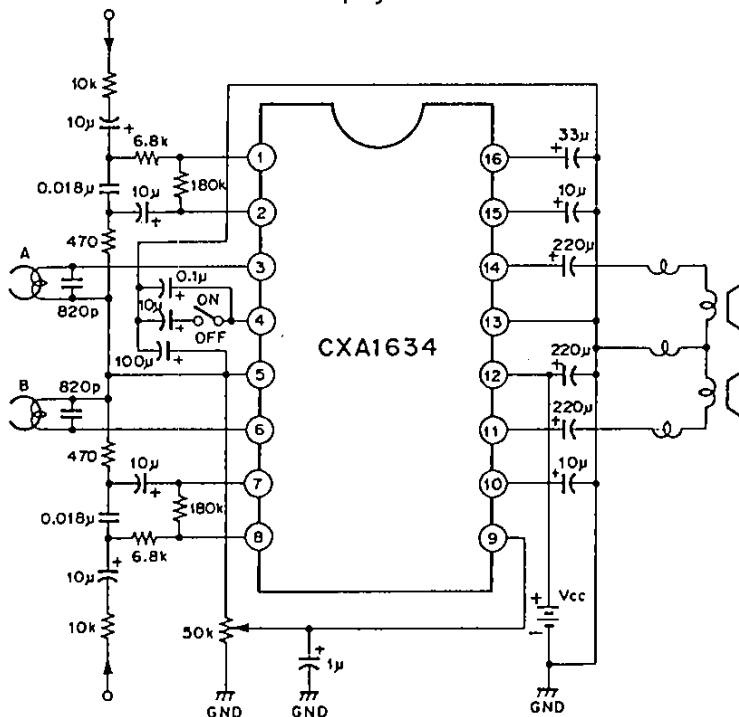 10k
10μ +
6.8k
1
16
33μ
+
0.018μ
10μ
180k
2
15
10μ
+
470
+
220μ
A
3
14
+
0.1μ
+
ON
820p
10μ
+
OFF
4
13
100μ
+
CXA1634
220μ
B
820p
5
12
+
220μ
6
11
+
470
10μ
+
10μ
7
10
+
0.018μ
180k
8
9
6.8k
10μ
+
+
Vcc
−
10k
50k
+
1μ
GND
GND
GND